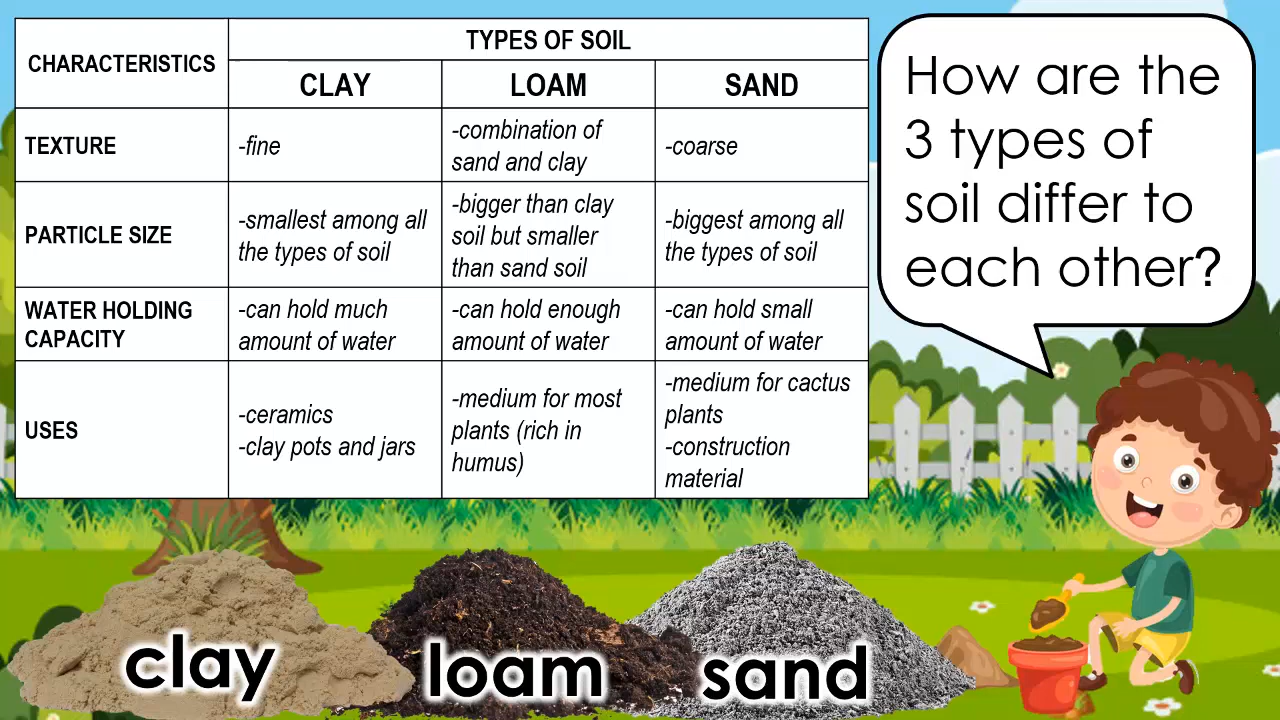 CHARACTERISTICS
TYPES OF SOIL
CLAY
LOAM
SAND
TEXTURE
-fine
-combination of
sand and clay
-coarse
PARTICLE SIZE
-smallest among all
the types of soil
-bigger than clay
soil but smaller
than sand soil
-biggest among all
the types of soil
WATER HOLDING
CAPACITY
-can hold much
amount of water
-can hold enough
amount of water
-can hold small
amount of water
USES
-ceramics
-clay pots and jars
-medium for most
plants (rich in
humus)
-medium for cactus
plants
-construction
material
How are the
3 types of
soil differ to
each other?
clay
loam
sand